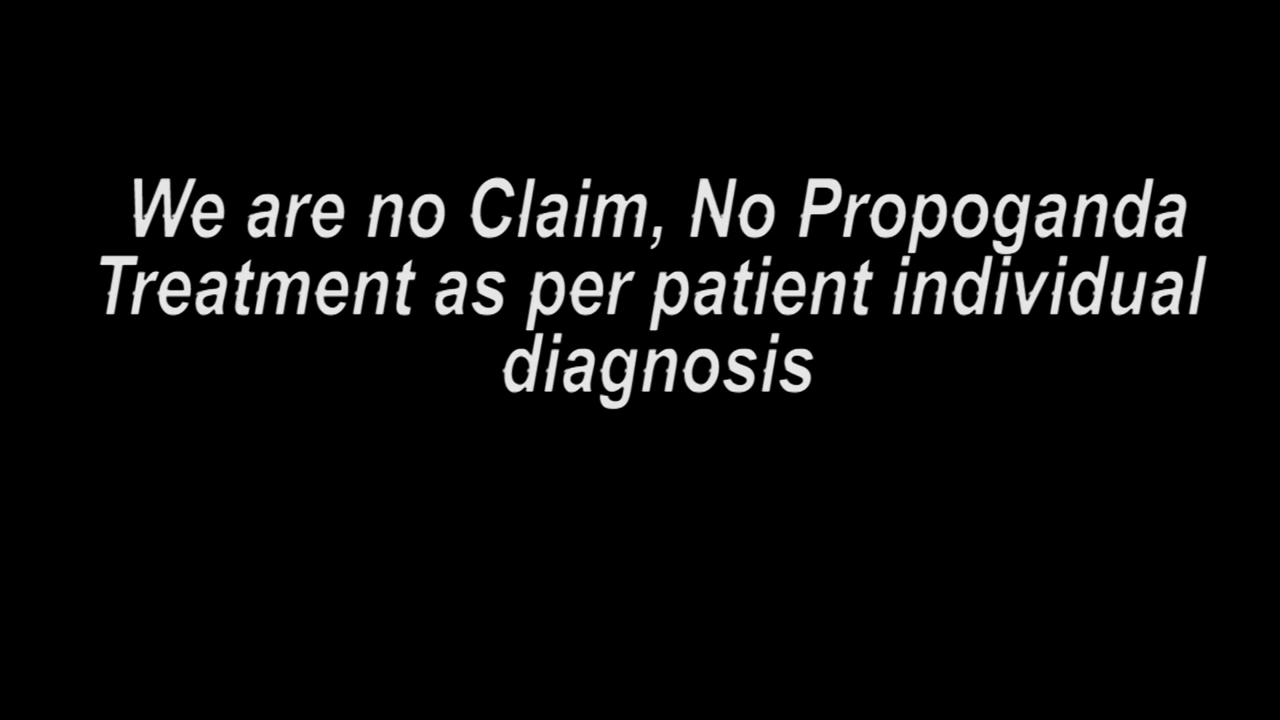 We are no Claim, No Propoganda
Treatment as per patient individual
diagnosis